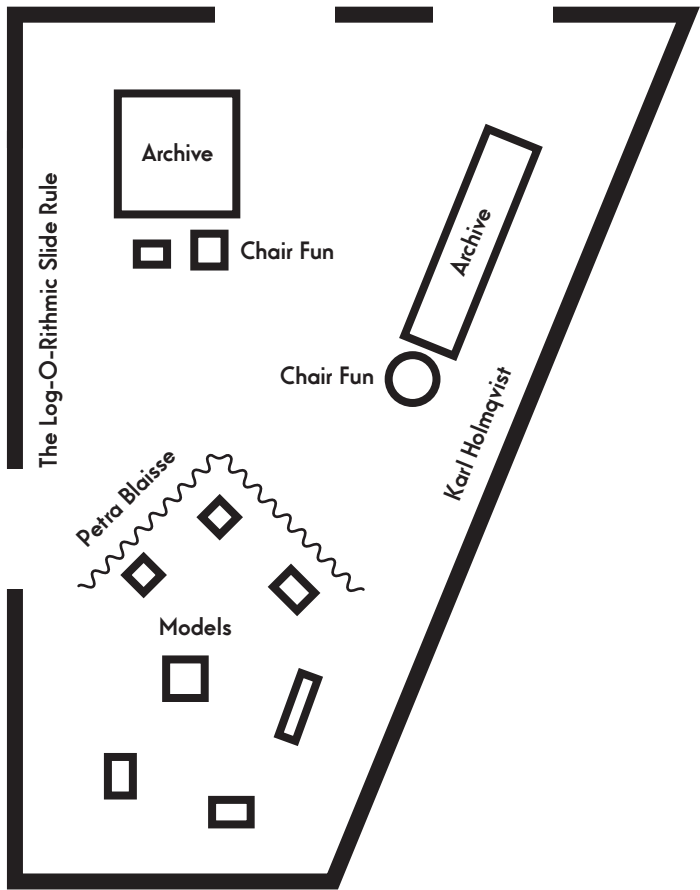 Archive
The Log-O-Rithmic Slide Rule
Chair Fun
Archive
Chair Fun
Karl Holmqvist
Petra Blaisse
Models